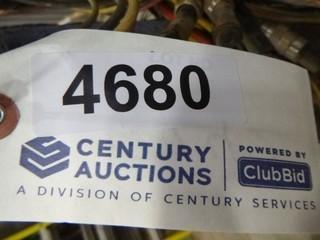 4680
CENTURY
AUCTIONS
POWERED BY
ClubBid
A DIVISION OF CENTURY SERVICES